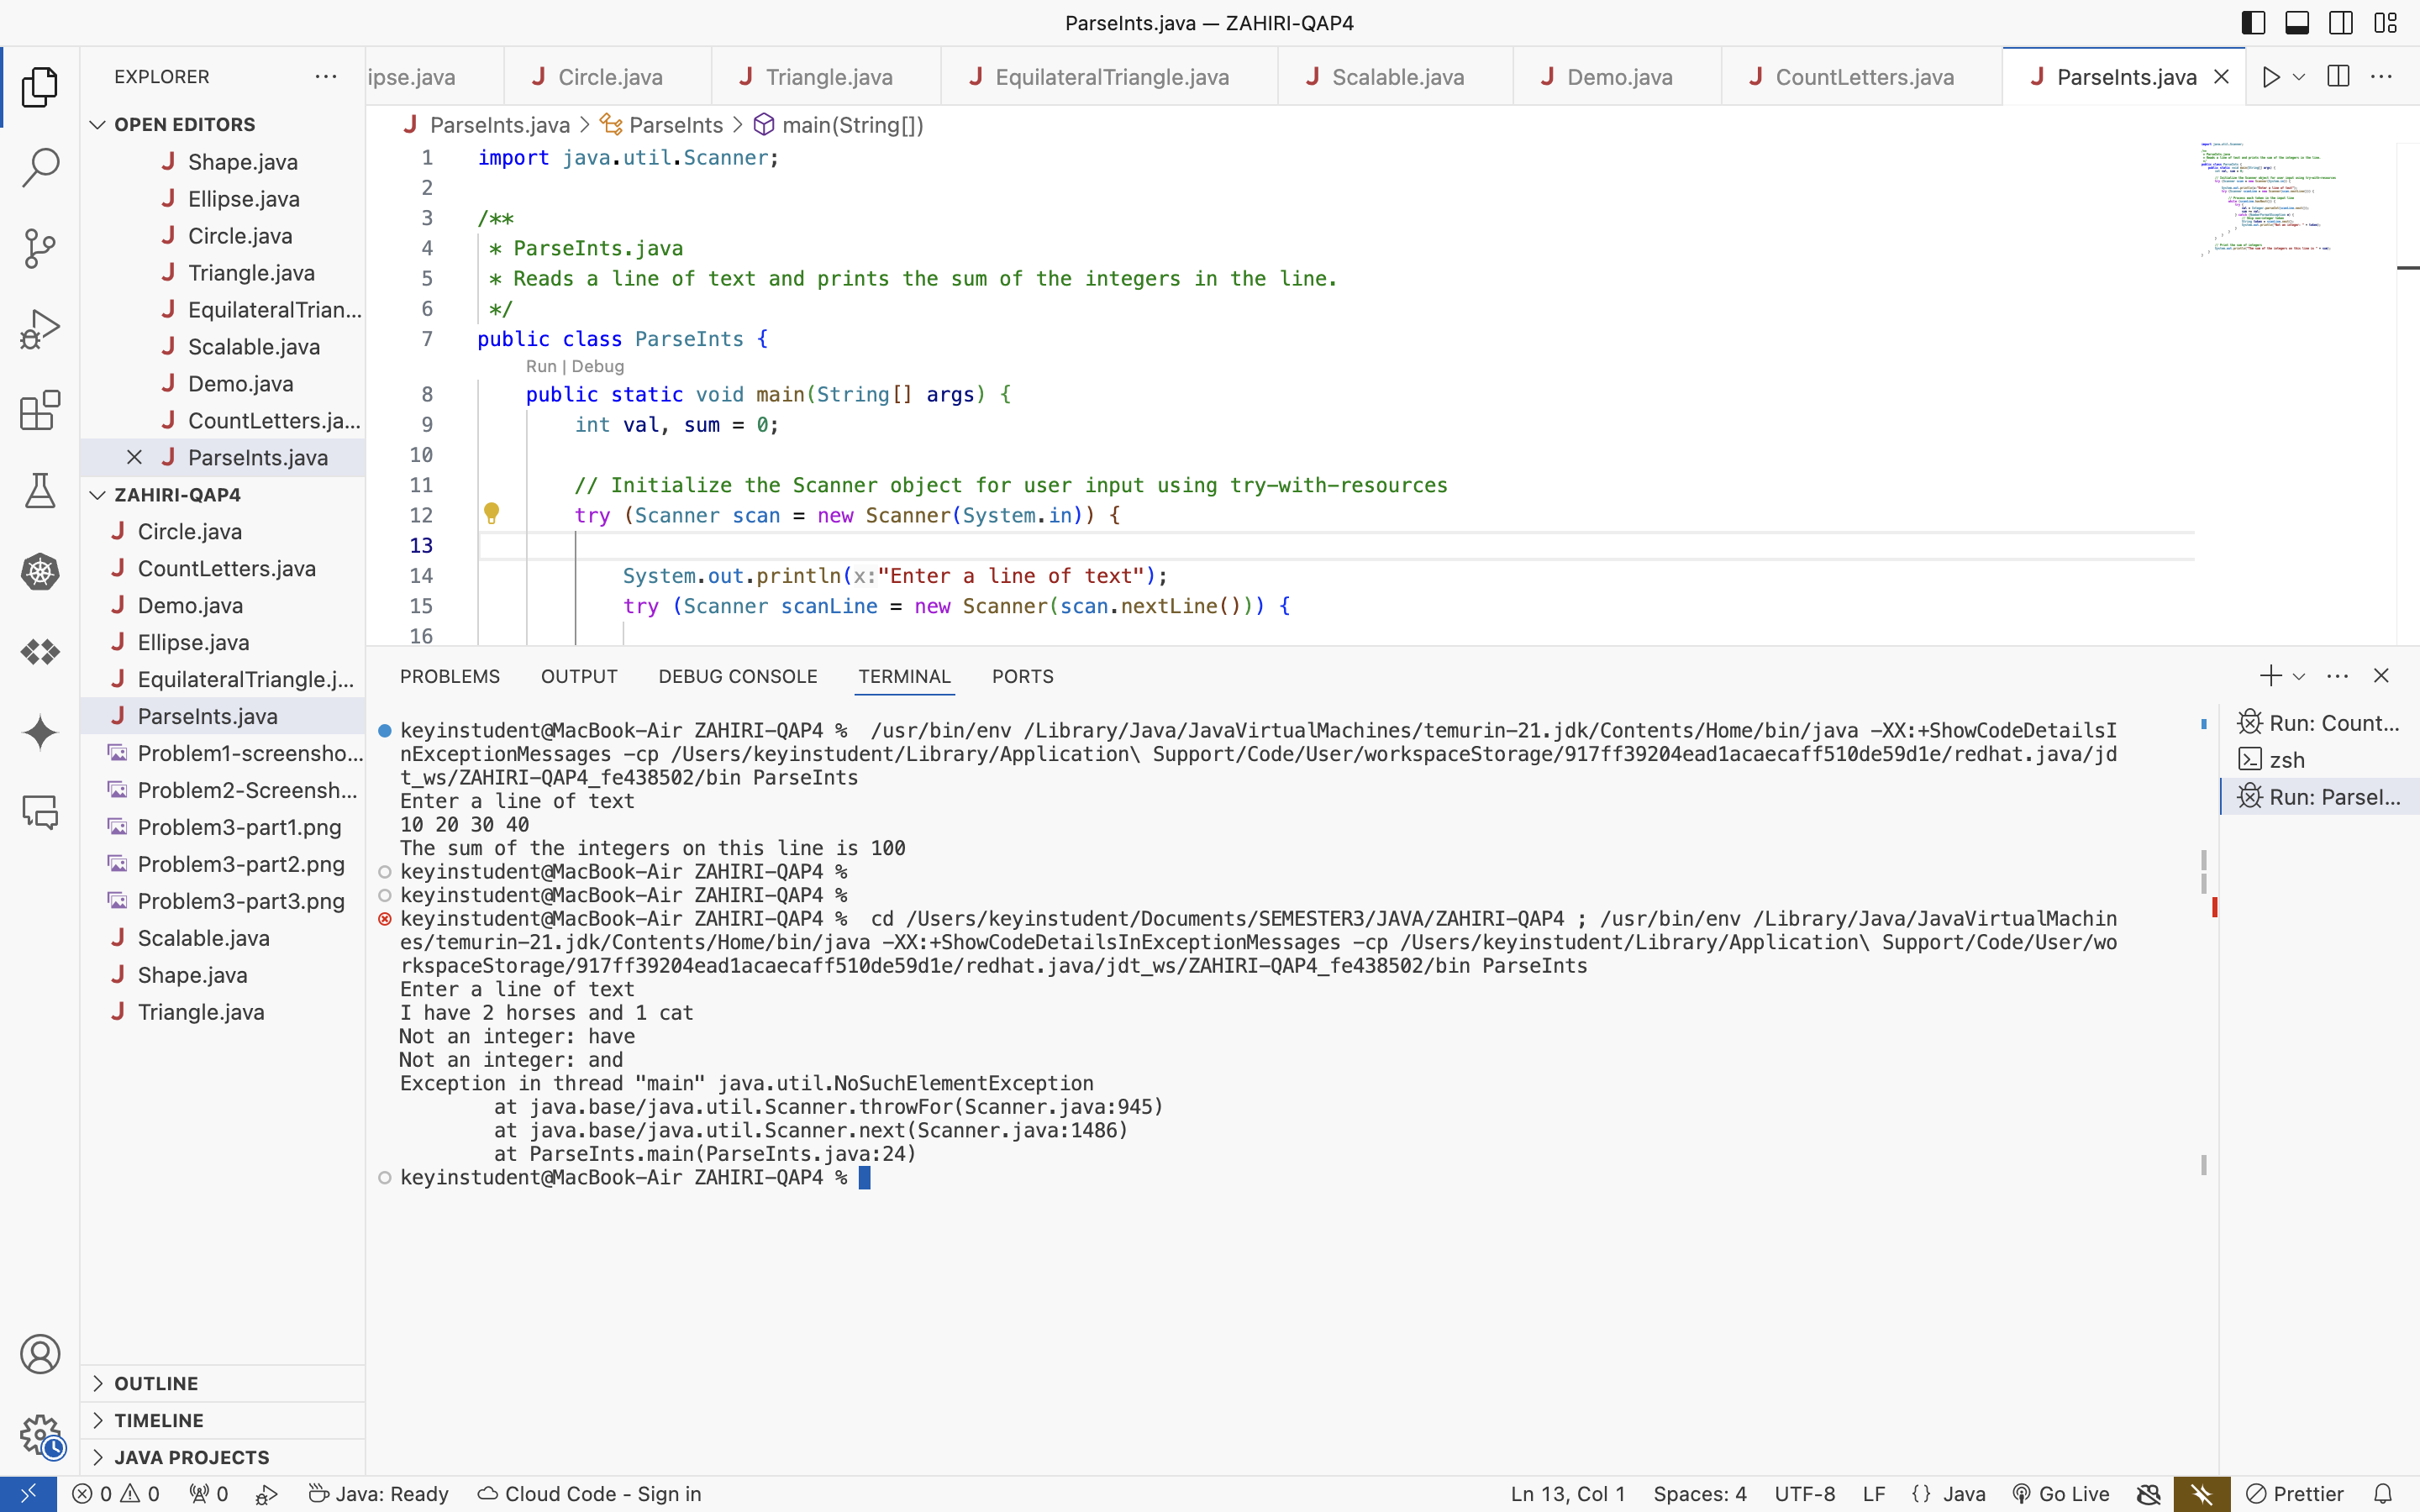 ParseInts.java — ZAHIRI-QAP4
EXPLORER
ipse.java
Circle.java
Triangle.java
EquilateralTriangle.java
Scalable.java
Demo.java
CountLetters.java
ParseInts.java
OPEN EDITORS
Shape.java
Ellipse.java
Circle.java
Triangle.java
EquilateralTrian...
Scalable.java
Demo.java
CountLetters.ja...
ParseInts.java
ZAHIRI-QAP4
Circle.java
CountLetters.java
Demo.java
Ellipse.java
EquilateralTriangle.j...
ParseInts.java
Problem1-screensho...
Problem2-Screensh...
Problem3-part1.png
Problem3-part2.png
Problem3-part3.png
Scalable.java
Shape.java
Triangle.java
OUTLINE
TIMELINE
JAVA PROJECTS
ParseInts.java > ParseInts > main(String[])
1 import java.util.Scanner;
2
3 /**
4 * ParseInts.java
5 * Reads a line of text and prints the sum of the integers in the line.
6 */
7 public class ParseInts {
Run | Debug
8 public static void main(String[] args) {
9 int val, sum = 0;
10
11 // Initialize the Scanner object for user input using try-with-resources
12 try (Scanner scan = new Scanner(System.in)) {
13
14 System.out.println(x:"Enter a line of text");
15 try (Scanner scanLine = new Scanner(scan.nextLine())) {
16
PROBLEMS OUTPUT DEBUG CONSOLE TERMINAL PORTS
keyinstudent@MacBook-Air ZAHIRI-QAP4 % /usr/bin/env /Library/Java/JavaVirtualMachines/temurin-21.jdk/Contents/Home/bin/java -XX:+ShowCodeDetailsI
nExceptionMessages -cp /Users/keyinstudent/Library/Application\ Support/Code/User/workspaceStorage/917ff39204ead1acaecaff510de59d1e/redhat.java/jd
t_ws/ZAHIRI-QAP4_fe438502/bin ParseInts
Enter a line of text
10 20 30 40
The sum of the integers on this line is 100
keyinstudent@MacBook-Air ZAHIRI-QAP4 %
keyinstudent@MacBook-Air ZAHIRI-QAP4 %
keyinstudent@MacBook-Air ZAHIRI-QAP4 % cd /Users/keyinstudent/Documents/SEMESTER3/JAVA/ZAHIRI-QAP4 ; /usr/bin/env /Library/Java/JavaVirtualMachin
es/temurin-21.jdk/Contents/Home/bin/java -XX:+ShowCodeDetailsInExceptionMessages -cp /Users/keyinstudent/Library/Application\ Support/Code/User/wo
rkspaceStorage/917ff39204ead1acaecaff510de59d1e/redhat.java/jdt_ws/ZAHIRI-QAP4_fe438502/bin ParseInts
Enter a line of text
I have 2 horses and 1 cat
Not an integer: have
Not an integer: and
Exception in thread "main" java.util.NoSuchElementException
at java.base/java.util.Scanner.throwFor(Scanner.java:945)
at java.base/java.util.Scanner.next(Scanner.java:1486)
at ParseInts.main(ParseInts.java:24)
keyinstudent@MacBook-Air ZAHIRI-QAP4 %
Run: Count...
zsh
Run: ParseI...
0 0 0 Java: Ready Cloud Code - Sign in Ln 13, Col 1 Spaces: 4 UTF-8 LF {} Java Go Live Prettier